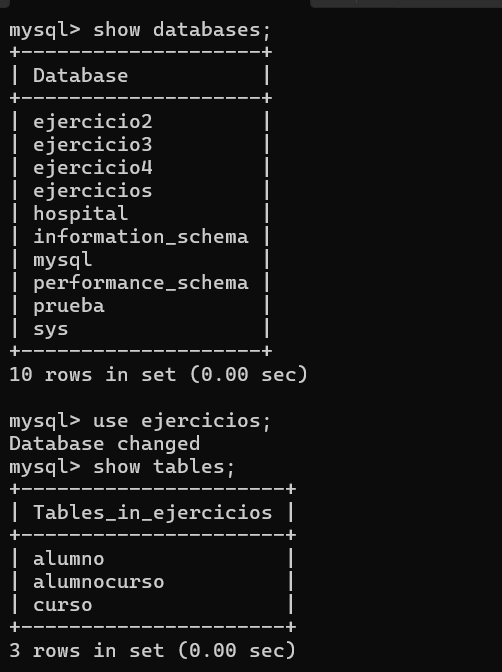 mysql> show databases;
+--------------------+
| Database           |
+--------------------+
| ejercicio2         |
| ejercicio3         |
| ejercicio4         |
| ejercicios         |
| hospital           |
| information_schema |
| mysql              |
| performance_schema |
| prueba             |
| sys                |
+--------------------+
10 rows in set (0.00 sec)

mysql> use ejercicios;
Database changed
mysql> show tables;
+----------------------+
| Tables_in_ejercicios |
+----------------------+
| alumno               |
| alumnocurso          |
| curso                |
+----------------------+
3 rows in set (0.00 sec)